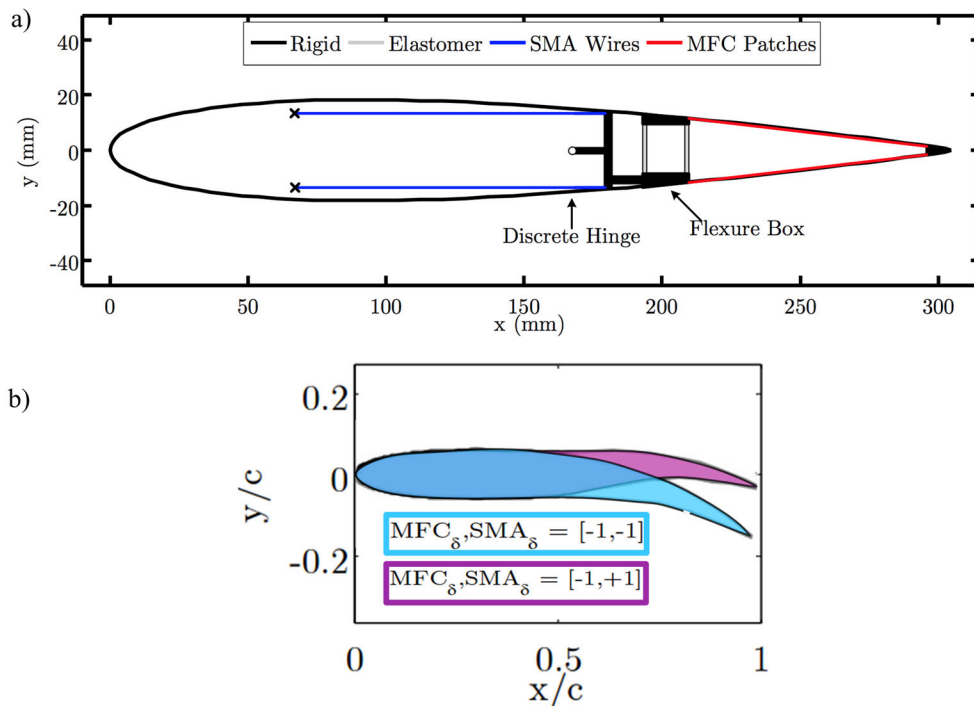 a)
Rigid Elastomer SMA Wires MFC Patches
40
20
0
-20
-40
y (mm)
Discrete Hinge
Flexure Box
0 50 100 150 200 250 300
x (mm)
b)
0.2
0
-0.2
y/c
MFCδ,SMAδ = [-1,-1]
MFCδ,SMAδ = [-1,+1]
0 0.5 1
x/c